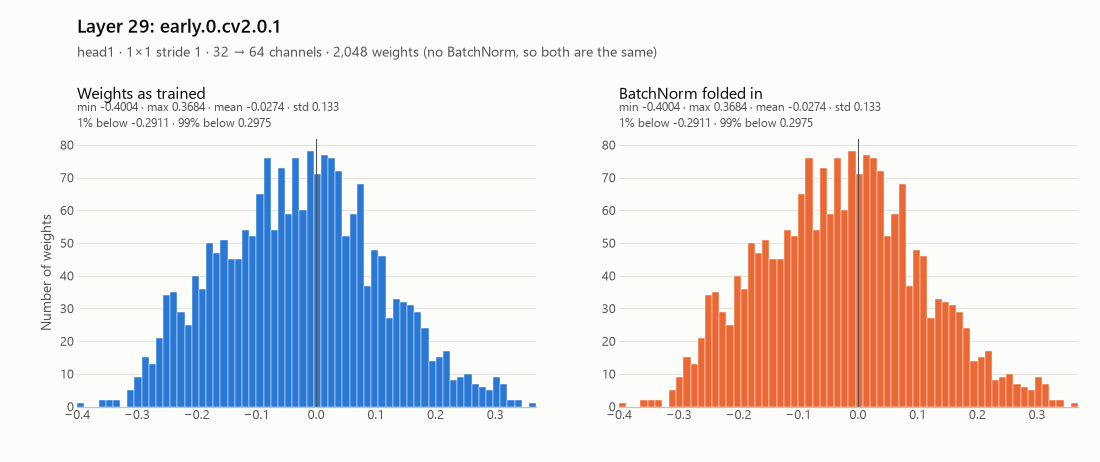 Layer 29: early.0.cv2.0.1
head1 · 1×1 stride 1 · 32 → 64 channels · 2,048 weights (no BatchNorm, so both are the same)
Weights as trained
min -0.4004 · max 0.3684 · mean -0.0274 · std 0.133
1% below -0.2911 · 99% below 0.2975
Number of weights
80
70
60
50
40
30
20
10
0
−0.4 −0.3 −0.2 −0.1 0.0 0.1 0.2 0.3
BatchNorm folded in
min -0.4004 · max 0.3684 · mean -0.0274 · std 0.133
1% below -0.2911 · 99% below 0.2975
80
70
60
50
40
30
20
10
0
−0.4 −0.3 −0.2 −0.1 0.0 0.1 0.2 0.3